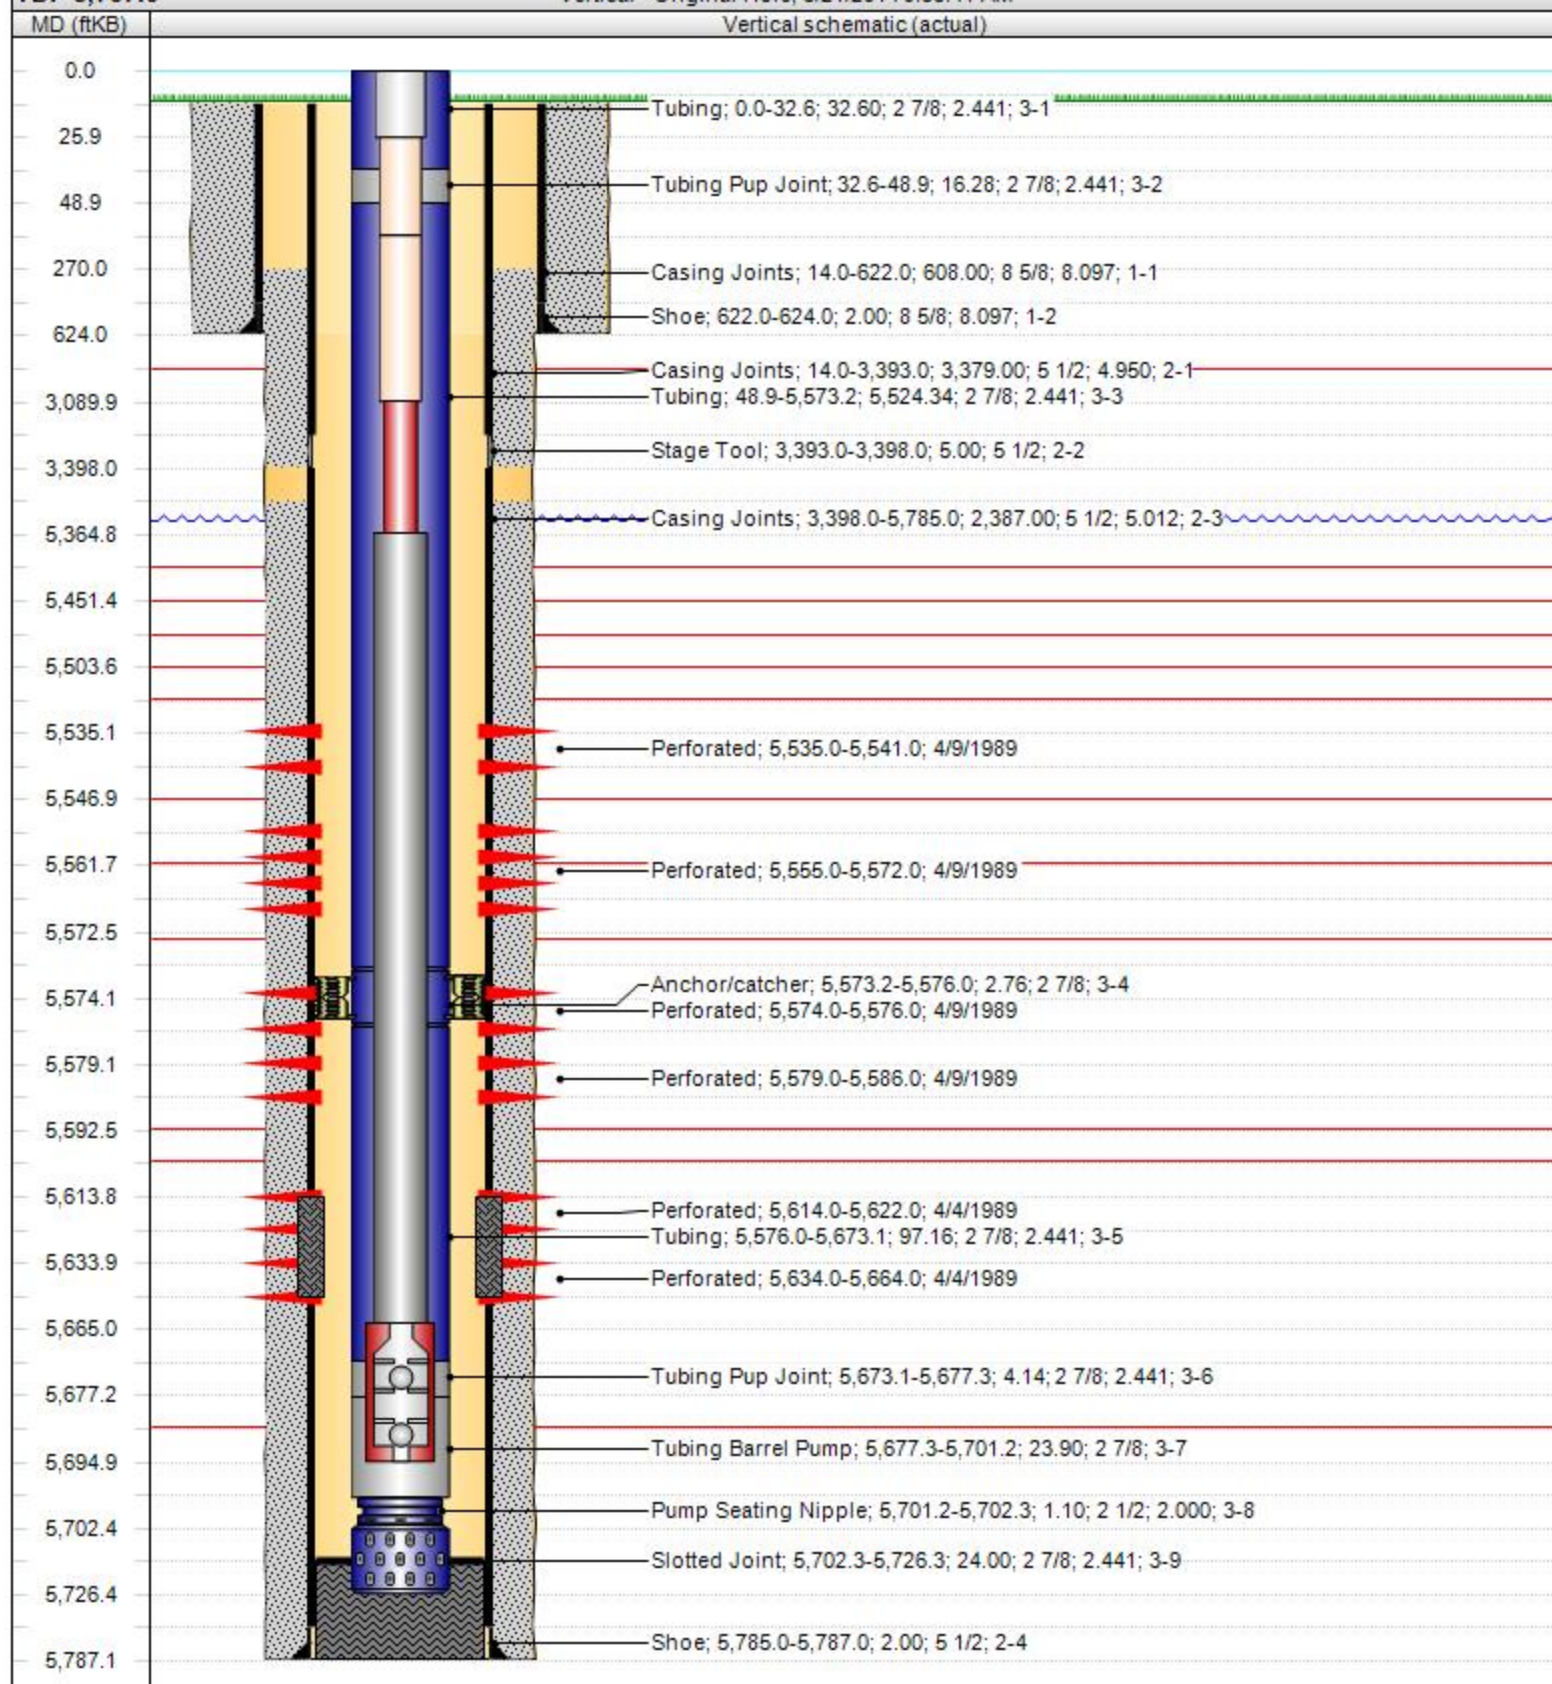 MD (ftKB)
Vertical schematic (actual)
0.0
Tubing; 0.0-32.6; 32.60; 2 7/8; 2.441; 3-1
25.9
Tubing Pup Joint; 32.6-48.9; 16.28; 2 7/8; 2.441; 3-2
48.9
270.0
Casing Joints; 14.0-622.0; 608.00; 8 5/8; 8.097; 1-1
Shoe; 622.0-624.0; 2.00; 8 5/8; 8.097; 1-2
624.0
Casing Joints; 14.0-3,393.0; 3,379.00; 5 1/2; 4.950; 2-1
Tubing; 48.9-5,573.2; 5,524.34; 2 7/8; 2.441; 3-3
3,089.9
Stage Tool; 3,393.0-3,398.0; 5.00; 5 1/2; 2-2
3,398.0
Casing Joints; 3,398.0-5,785.0; 2,387.00; 5 1/2; 5.012; 2-3
5,364.8
5,451.4
5,503.6
5,535.1
Perforated; 5,535.0-5,541.0; 4/9/1989
5,546.9
5,561.7
Perforated; 5,555.0-5,572.0; 4/9/1989
5,572.5
Anchor/catcher; 5,573.2-5,576.0; 2.76; 2 7/8; 3-4
5,574.1
Perforated; 5,574.0-5,576.0; 4/9/1989
5,579.1
Perforated; 5,579.0-5,586.0; 4/9/1989
5,592.5
5,613.8
Perforated; 5,614.0-5,622.0; 4/4/1989
Tubing; 5,576.0-5,673.1; 97.16; 2 7/8; 2.441; 3-5
5,633.9
Perforated; 5,634.0-5,664.0; 4/4/1989
5,665.0
Tubing Pup Joint; 5,673.1-5,677.3; 4.14; 2 7/8; 2.441; 3-6
5,677.2
Tubing Barrel Pump; 5,677.3-5,701.2; 23.90; 2 7/8; 3-7
5,694.9
Pump Seating Nipple; 5,701.2-5,702.3; 1.10; 2 1/2; 2.000; 3-8
5,702.4
Slotted Joint; 5,702.3-5,726.3; 24.00; 2 7/8; 2.441; 3-9
5,726.4
Shoe; 5,785.0-5,787.0; 2.00; 5 1/2; 2-4
5,787.1